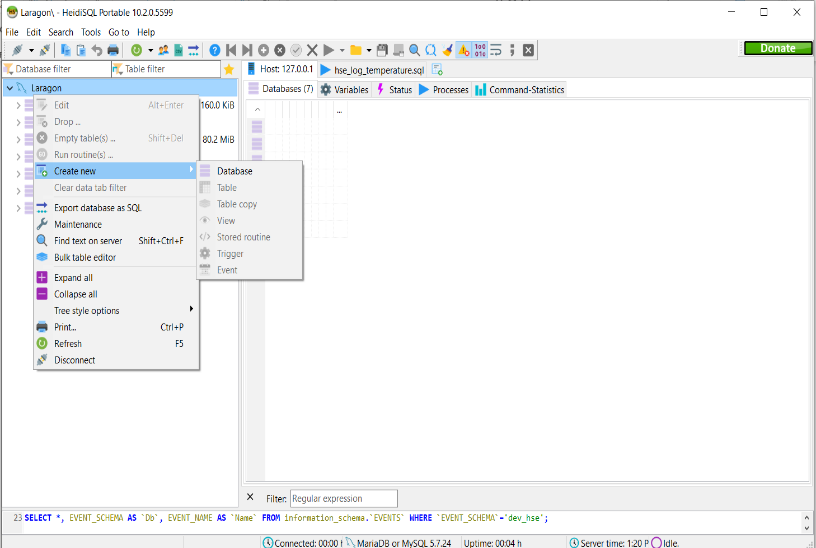 Laragon\ - HeidiSQL Portable 10.2.0.5599
File Edit Search Tools Go to Help
Donate
Database filter Table filter
Host: 127.0.0.1 hse_log_temperature.sql
Laragon
Databases (7) Variables Status Processes Command-Statistics
Edit Alt+Enter 160.0 KiB
...
Drop ...
Empty table(s) ... Shift+Del 80.2 MiB
Run routine(s) ...
Create new Database
Clear data tab filter Table
Export database as SQL Table copy
Maintenance View
Find text on server Shift+Ctrl+F Stored routine
Bulk table editor Trigger
Event
Expand all
Collapse all
Tree style options
Print... Ctrl+P
Refresh F5
Disconnect
Filter: Regular expression
23 SELECT *, EVENT_SCHEMA AS `Db`, EVENT_NAME AS `Name` FROM information_schema.`EVENTS` WHERE `EVENT_SCHEMA`='dev_hse';
Connected: 00:00 h MariaDB or MySQL 5.7.24 Uptime: 00:04 h Server time: 1:20 P Idle.